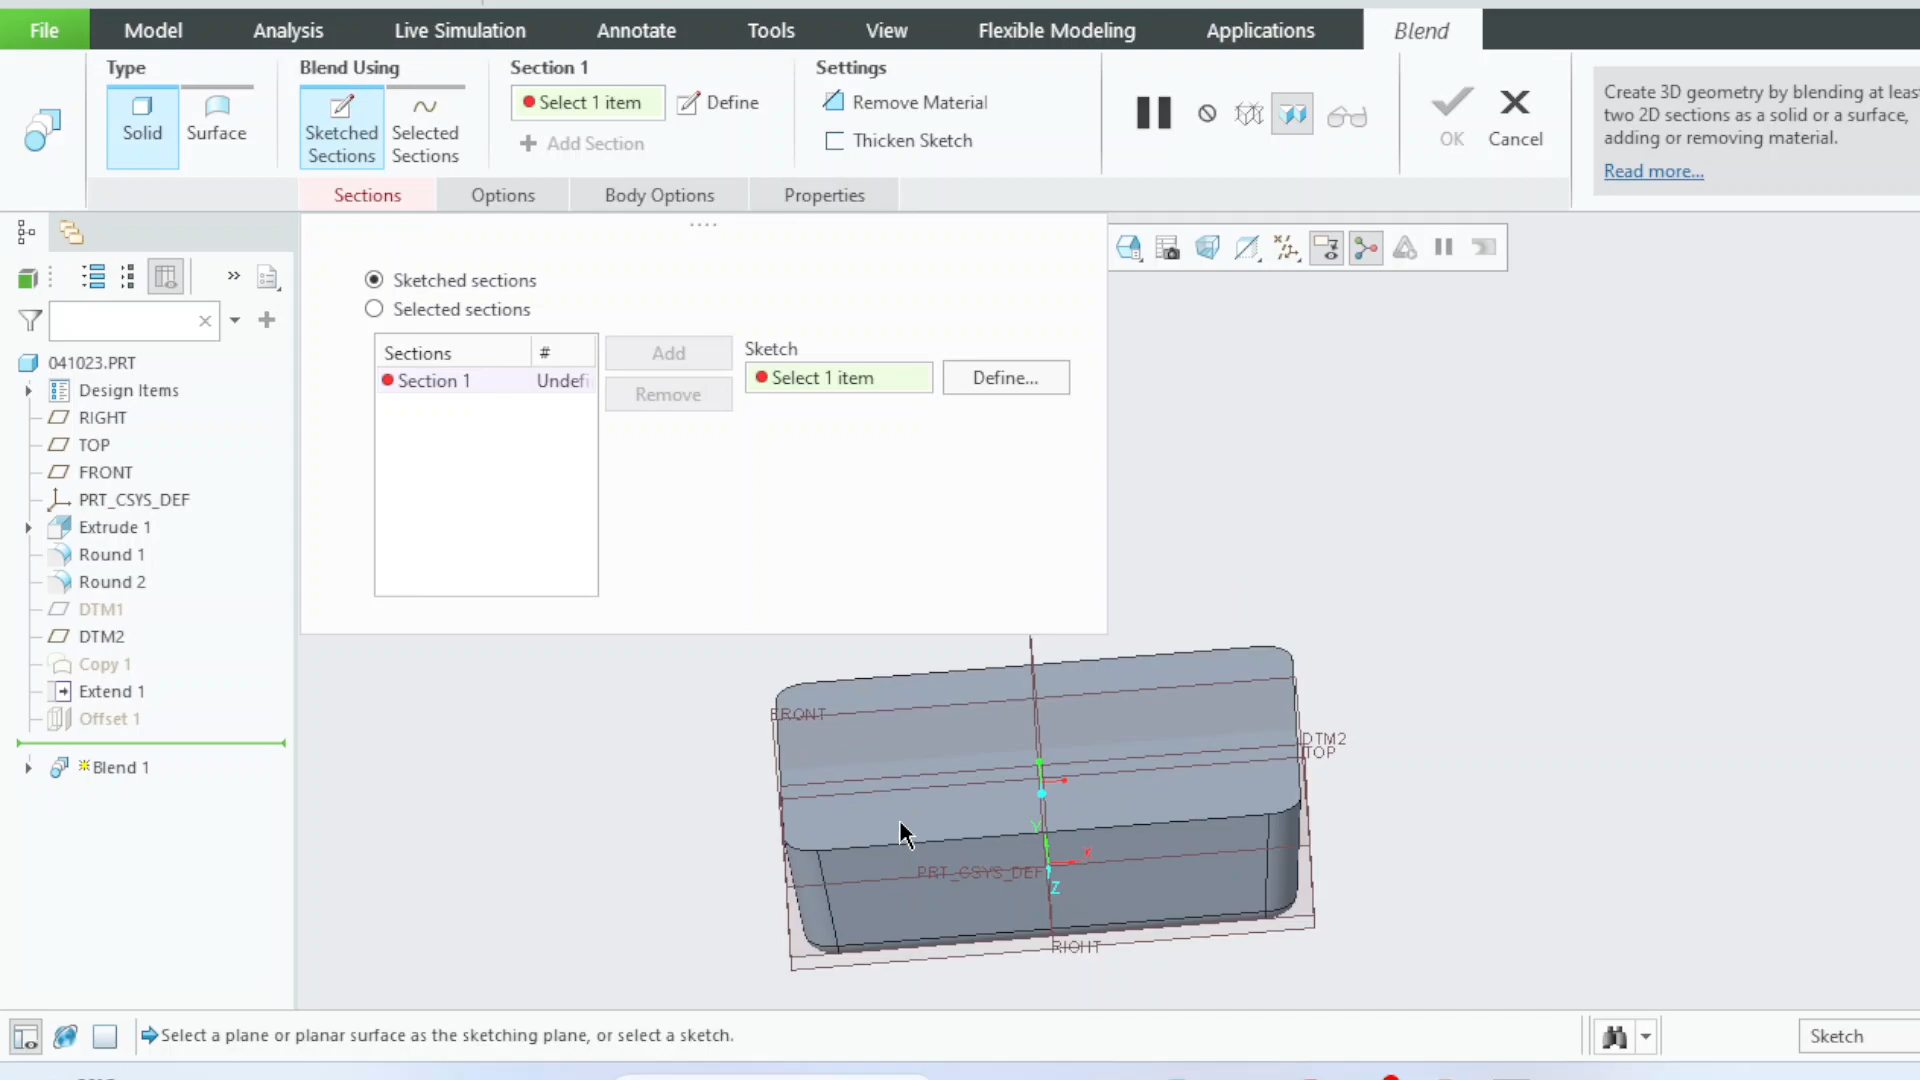 File Model Analysis Live Simulation Annotate Tools View Flexible Modeling Applications Blend
Type Blend Using Section 1 Settings
Solid Surface Sketched Sections Selected Sections
Select 1 item Define
Add Section
Remove Material
Thicken Sketch
OK Cancel
Create 3D geometry by blending at least
two 2D sections as a solid or a surface,
adding or removing material.
Read more...
Sections Options Body Options Properties
Sketched sections
Selected sections
Sections #
Section 1 Undefi
Add
Remove
Sketch
Select 1 item Define...
041023.PRT
Design Items
RIGHT
TOP
FRONT
PRT_CSYS_DEF
Extrude 1
Round 1
Round 2
DTM1
DTM2
Copy 1
Extend 1
Offset 1
Blend 1
FRONT
DTM2
TOP
Y
X
PRT_CSYS_DEF
Z
RIGHT
Select a plane or planar surface as the sketching plane, or select a sketch.
Sketch